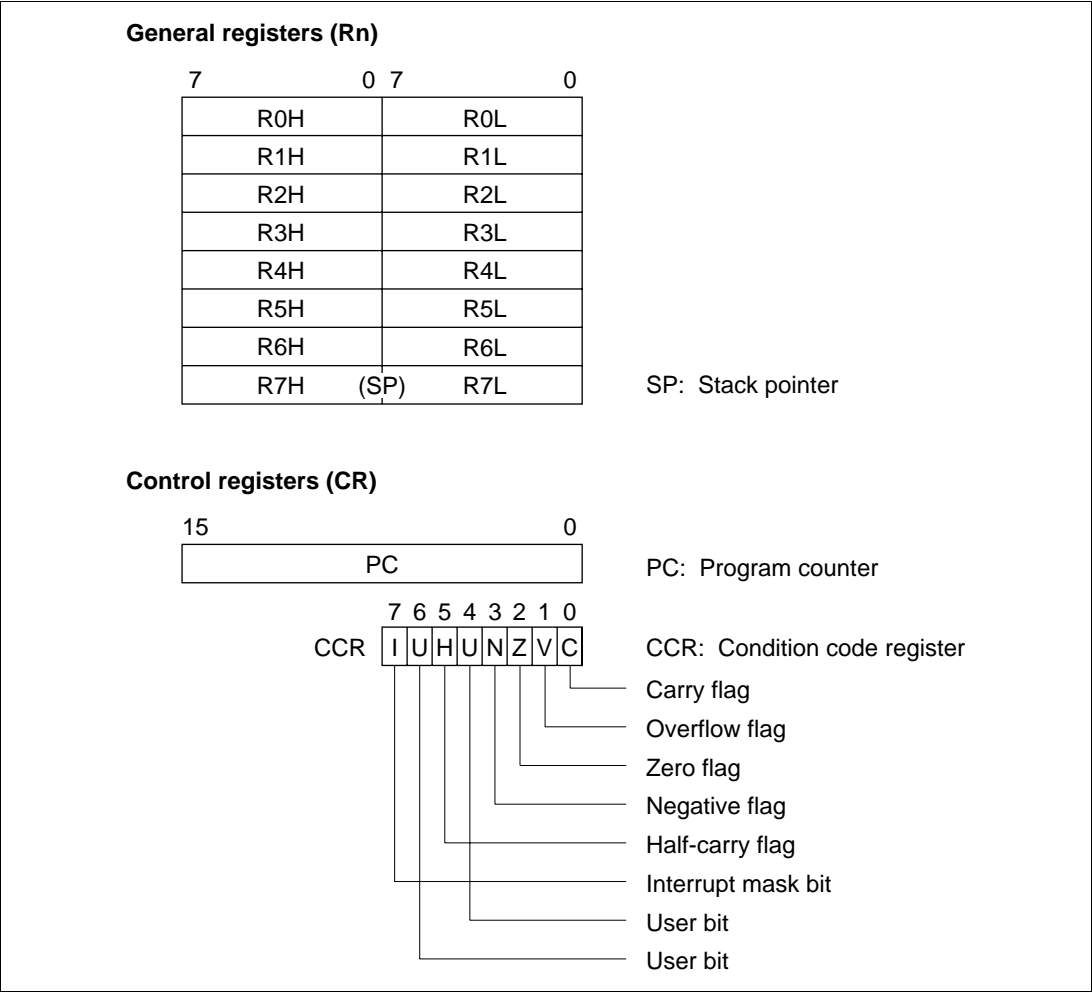 General registers (Rn)
7 0 7 0
R0H R0L
R1H R1L
R2H R2L
R3H R3L
R4H R4L
R5H R5L
R6H R6L
R7H (SP) R7L SP: Stack pointer
Control registers (CR)
15 0
PC PC: Program counter
7 6 5 4 3 2 1 0
CCR I U H U N Z V C CCR: Condition code register
Carry flag
Overflow flag
Zero flag
Negative flag
Half-carry flag
Interrupt mask bit
User bit
User bit